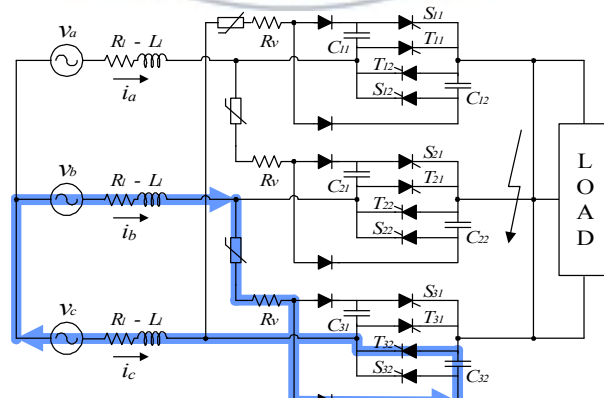 Rv C11 S11 T11
va Rl - Ll T12
ia S12 C12
Rv C21 S21 T21
vb Rl - Ll T22
ib S22 C22
LOAD
Rv C31 S31 T31
vc Rl - Ll T32
ic S32 C32